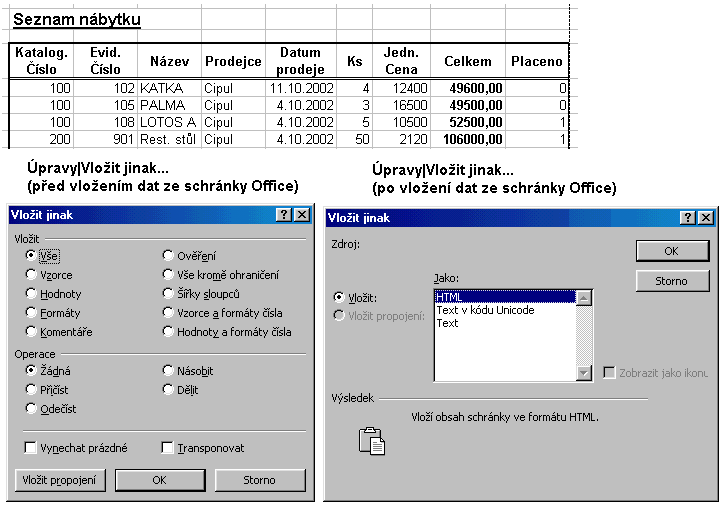 Seznam nábytku
Katalog. Číslo Evid. Číslo Název Prodejce Datum prodeje Ks Jedn. Cena Celkem Placeno
100 102 KATKA Cipul 11.10.2002 4 12400 49600,00 0
100 105 PALMA Cipul 4.10.2002 3 16500 49500,00 0
100 108 LOTOS A Cipul 4.10.2002 5 10500 52500,00 1
200 901 Rest. stůl Cipul 4.10.2002 50 2120 106000,00 1
Úpravy|Vložit jinak...
(před vložením dat ze schránky Office)
Vložit jinak
Vložit
Vše
Vzorce
Hodnoty
Formáty
Komentáře
Ověření
Vše kromě ohraničení
Šířky sloupců
Vzorce a formáty čísla
Hodnoty a formáty čísla
Operace
Žádná
Přičíst
Odečíst
Násobit
Dělit
Vynechat prázdné
Transponovat
Vložit propojení
OK
Storno
Úpravy|Vložit jinak...
(po vložení dat ze schránky Office)
Vložit jinak
Zdroj:
Jako:
Vložit:
Vložit propojení:
HTML
Text v kódu Unicode
Text
OK
Storno
Zobrazit jako ikonu
Výsledek
Vloží obsah schránky ve formátu HTML.